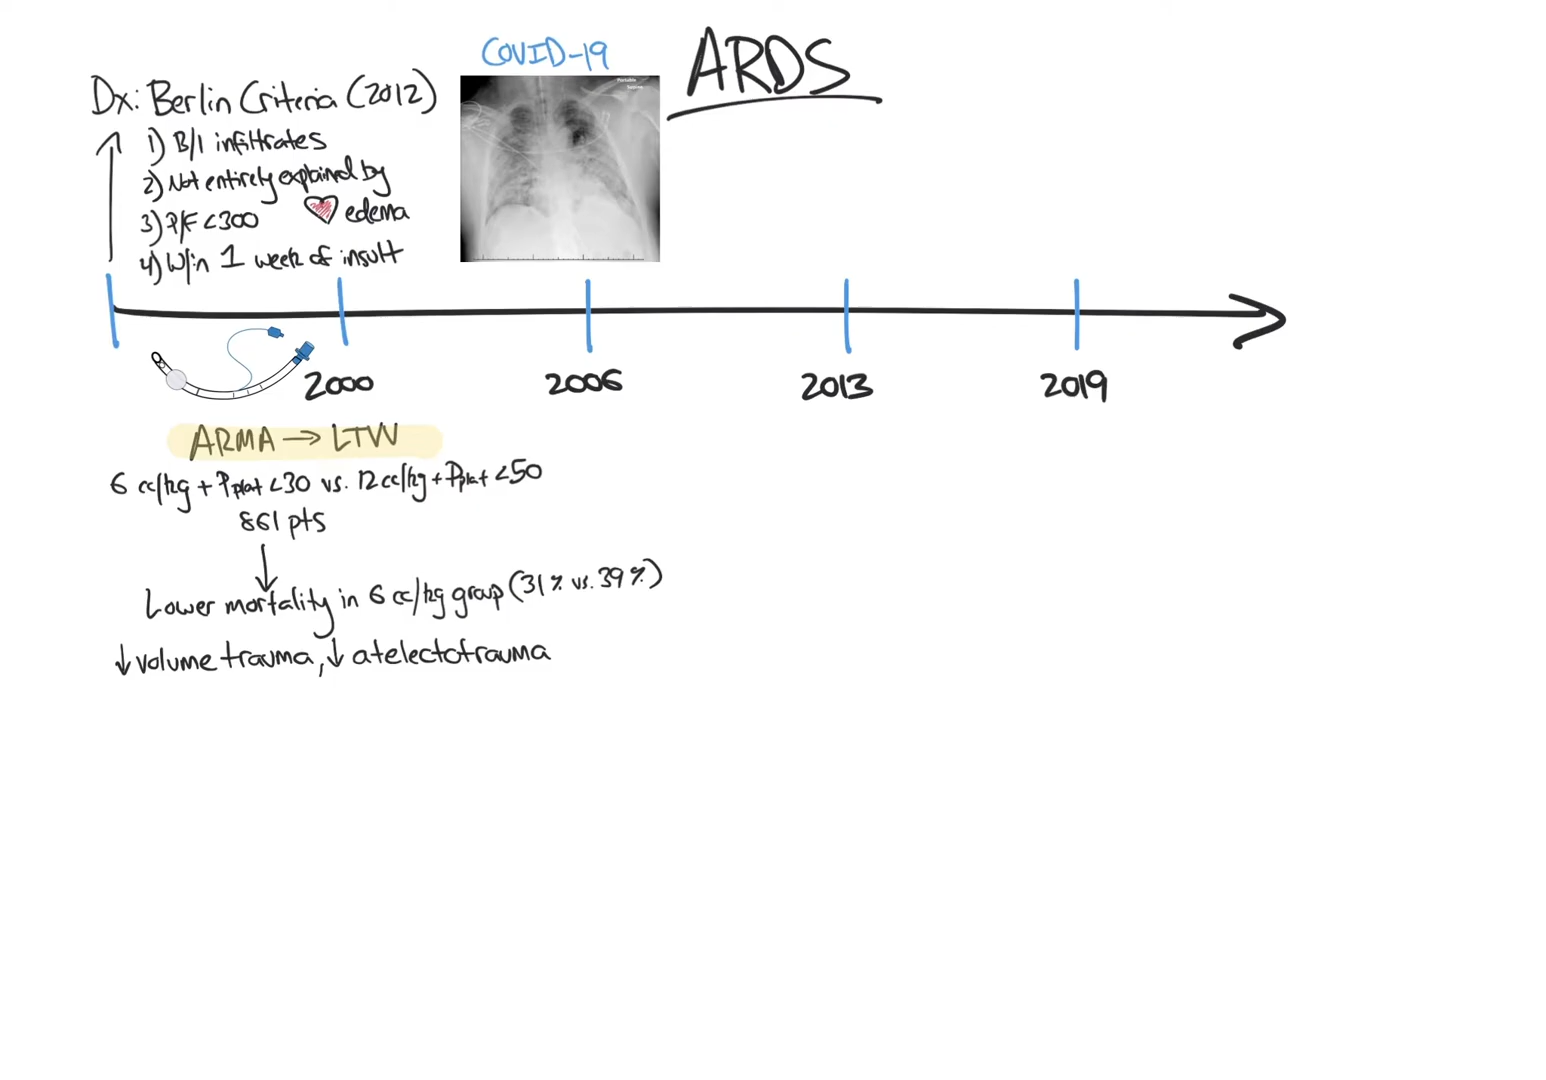 COVID-19
ARDS
Dx: Berlin Criteria (2012)
1) B/l infiltrates
2) Not entirely explained by
edema
3) P/F <300
4) W/in 1 week of insult
Portable
2000
2006
2013
2019
ARMA → LTVV
6 cc/kg + Pplat <30 vs. 12 cc/kg + Pplat <50
861 pts
↓
Lower mortality in 6 cc/kg group (31% vs. 39%)
↓ volume trauma, ↓ atelectotrauma